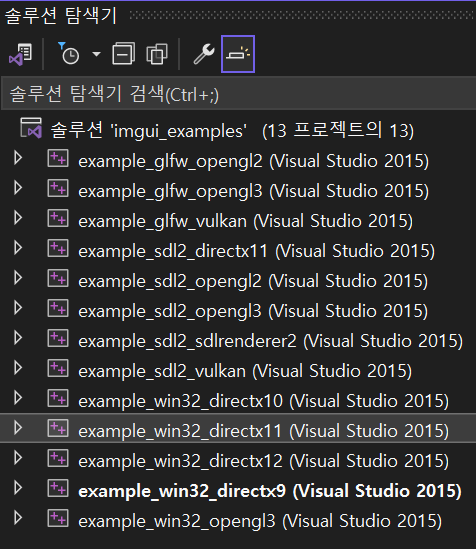 솔루션 탐색기
솔루션 탐색기 검색(Ctrl+;)
솔루션 'imgui_examples' (13 프로젝트의 13)
example_glfw_opengl2 (Visual Studio 2015)
example_glfw_opengl3 (Visual Studio 2015)
example_glfw_vulkan (Visual Studio 2015)
example_sdl2_directx11 (Visual Studio 2015)
example_sdl2_opengl2 (Visual Studio 2015)
example_sdl2_opengl3 (Visual Studio 2015)
example_sdl2_sdlrenderer2 (Visual Studio 2015)
example_sdl2_vulkan (Visual Studio 2015)
example_win32_directx10 (Visual Studio 2015)
example_win32_directx11 (Visual Studio 2015)
example_win32_directx12 (Visual Studio 2015)
example_win32_directx9 (Visual Studio 2015)
example_win32_opengl3 (Visual Studio 2015)